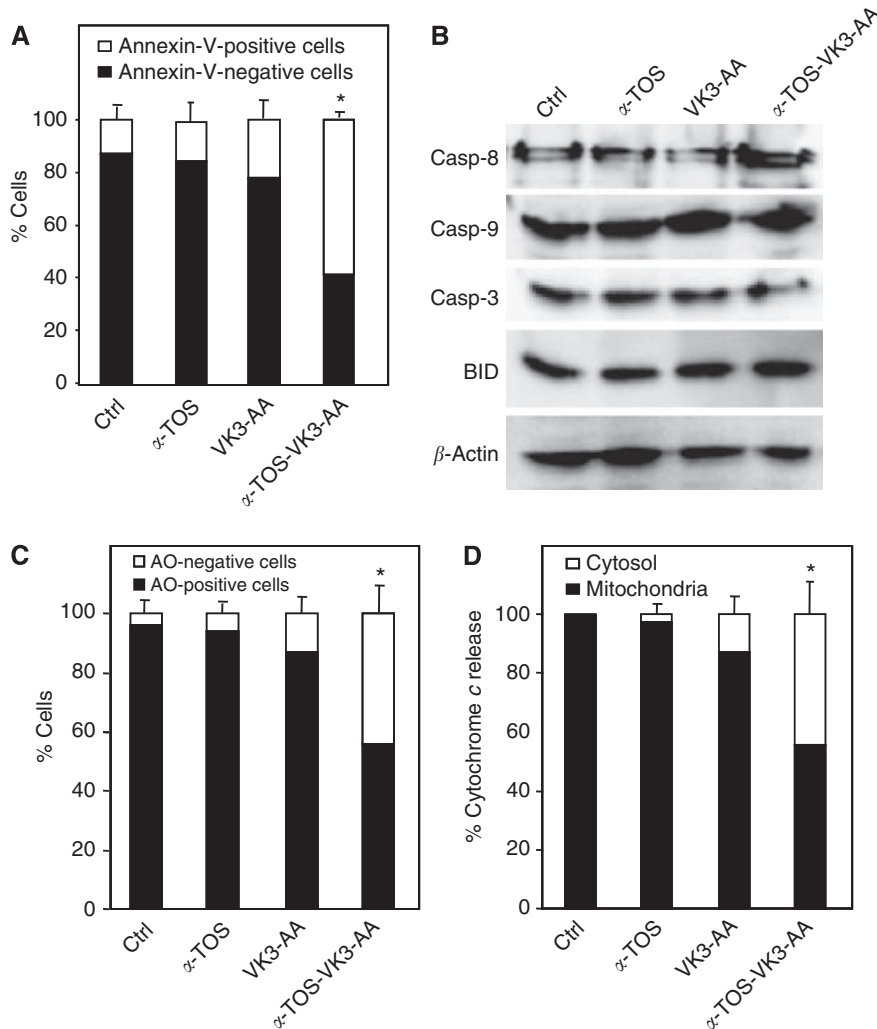 A
Annexin-V-positive cells
Annexin-V-negative cells
*
100
80
60
40
20
0
% Cells
Ctrl
α-TOS
VK3-AA
α-TOS-VK3-AA
B
Ctrl
α-TOS
VK3-AA
α-TOS-VK3-AA
Casp-8
Casp-9
Casp-3
BID
β-Actin
C
AO-negative cells
AO-positive cells
*
100
80
60
40
20
0
% Cells
Ctrl
α-TOS
VK3-AA
α-TOS-VK3-AA
D
Cytosol
Mitochondria
*
100
80
60
40
20
0
% Cytochrome c release
Ctrl
α-TOS
VK3-AA
α-TOS-VK3-AA